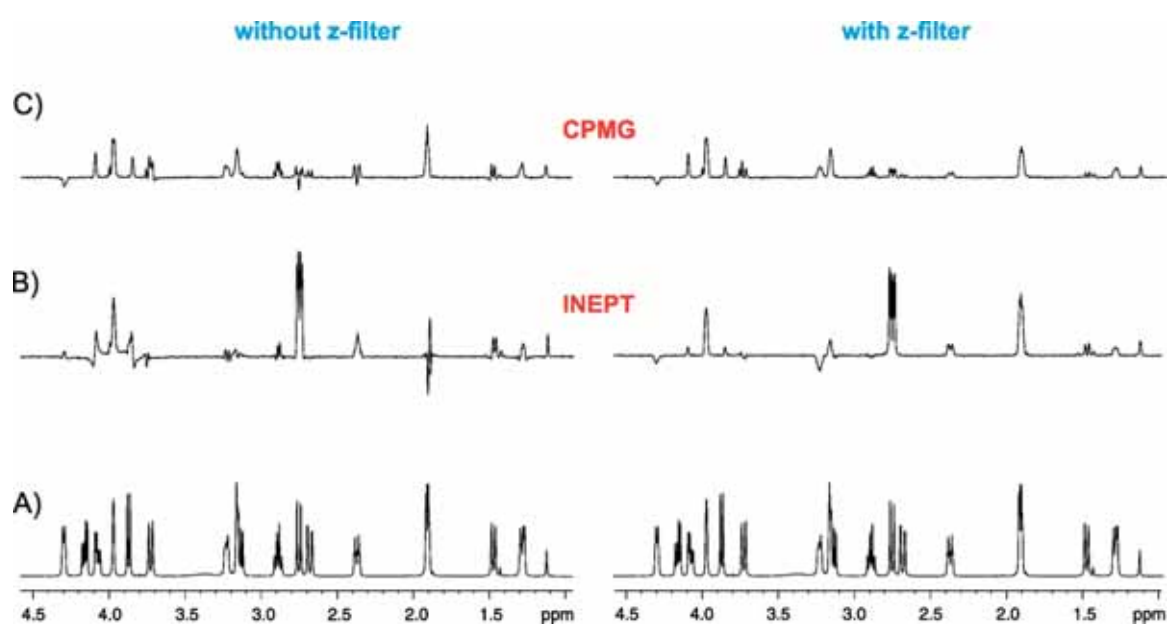 without z-filter with z-filter
C)
CPMG
B)
INEPT
A)
4.5 4.0 3.5 3.0 2.5 2.0 1.5 ppm 4.5 4.0 3.5 3.0 2.5 2.0 1.5 ppm